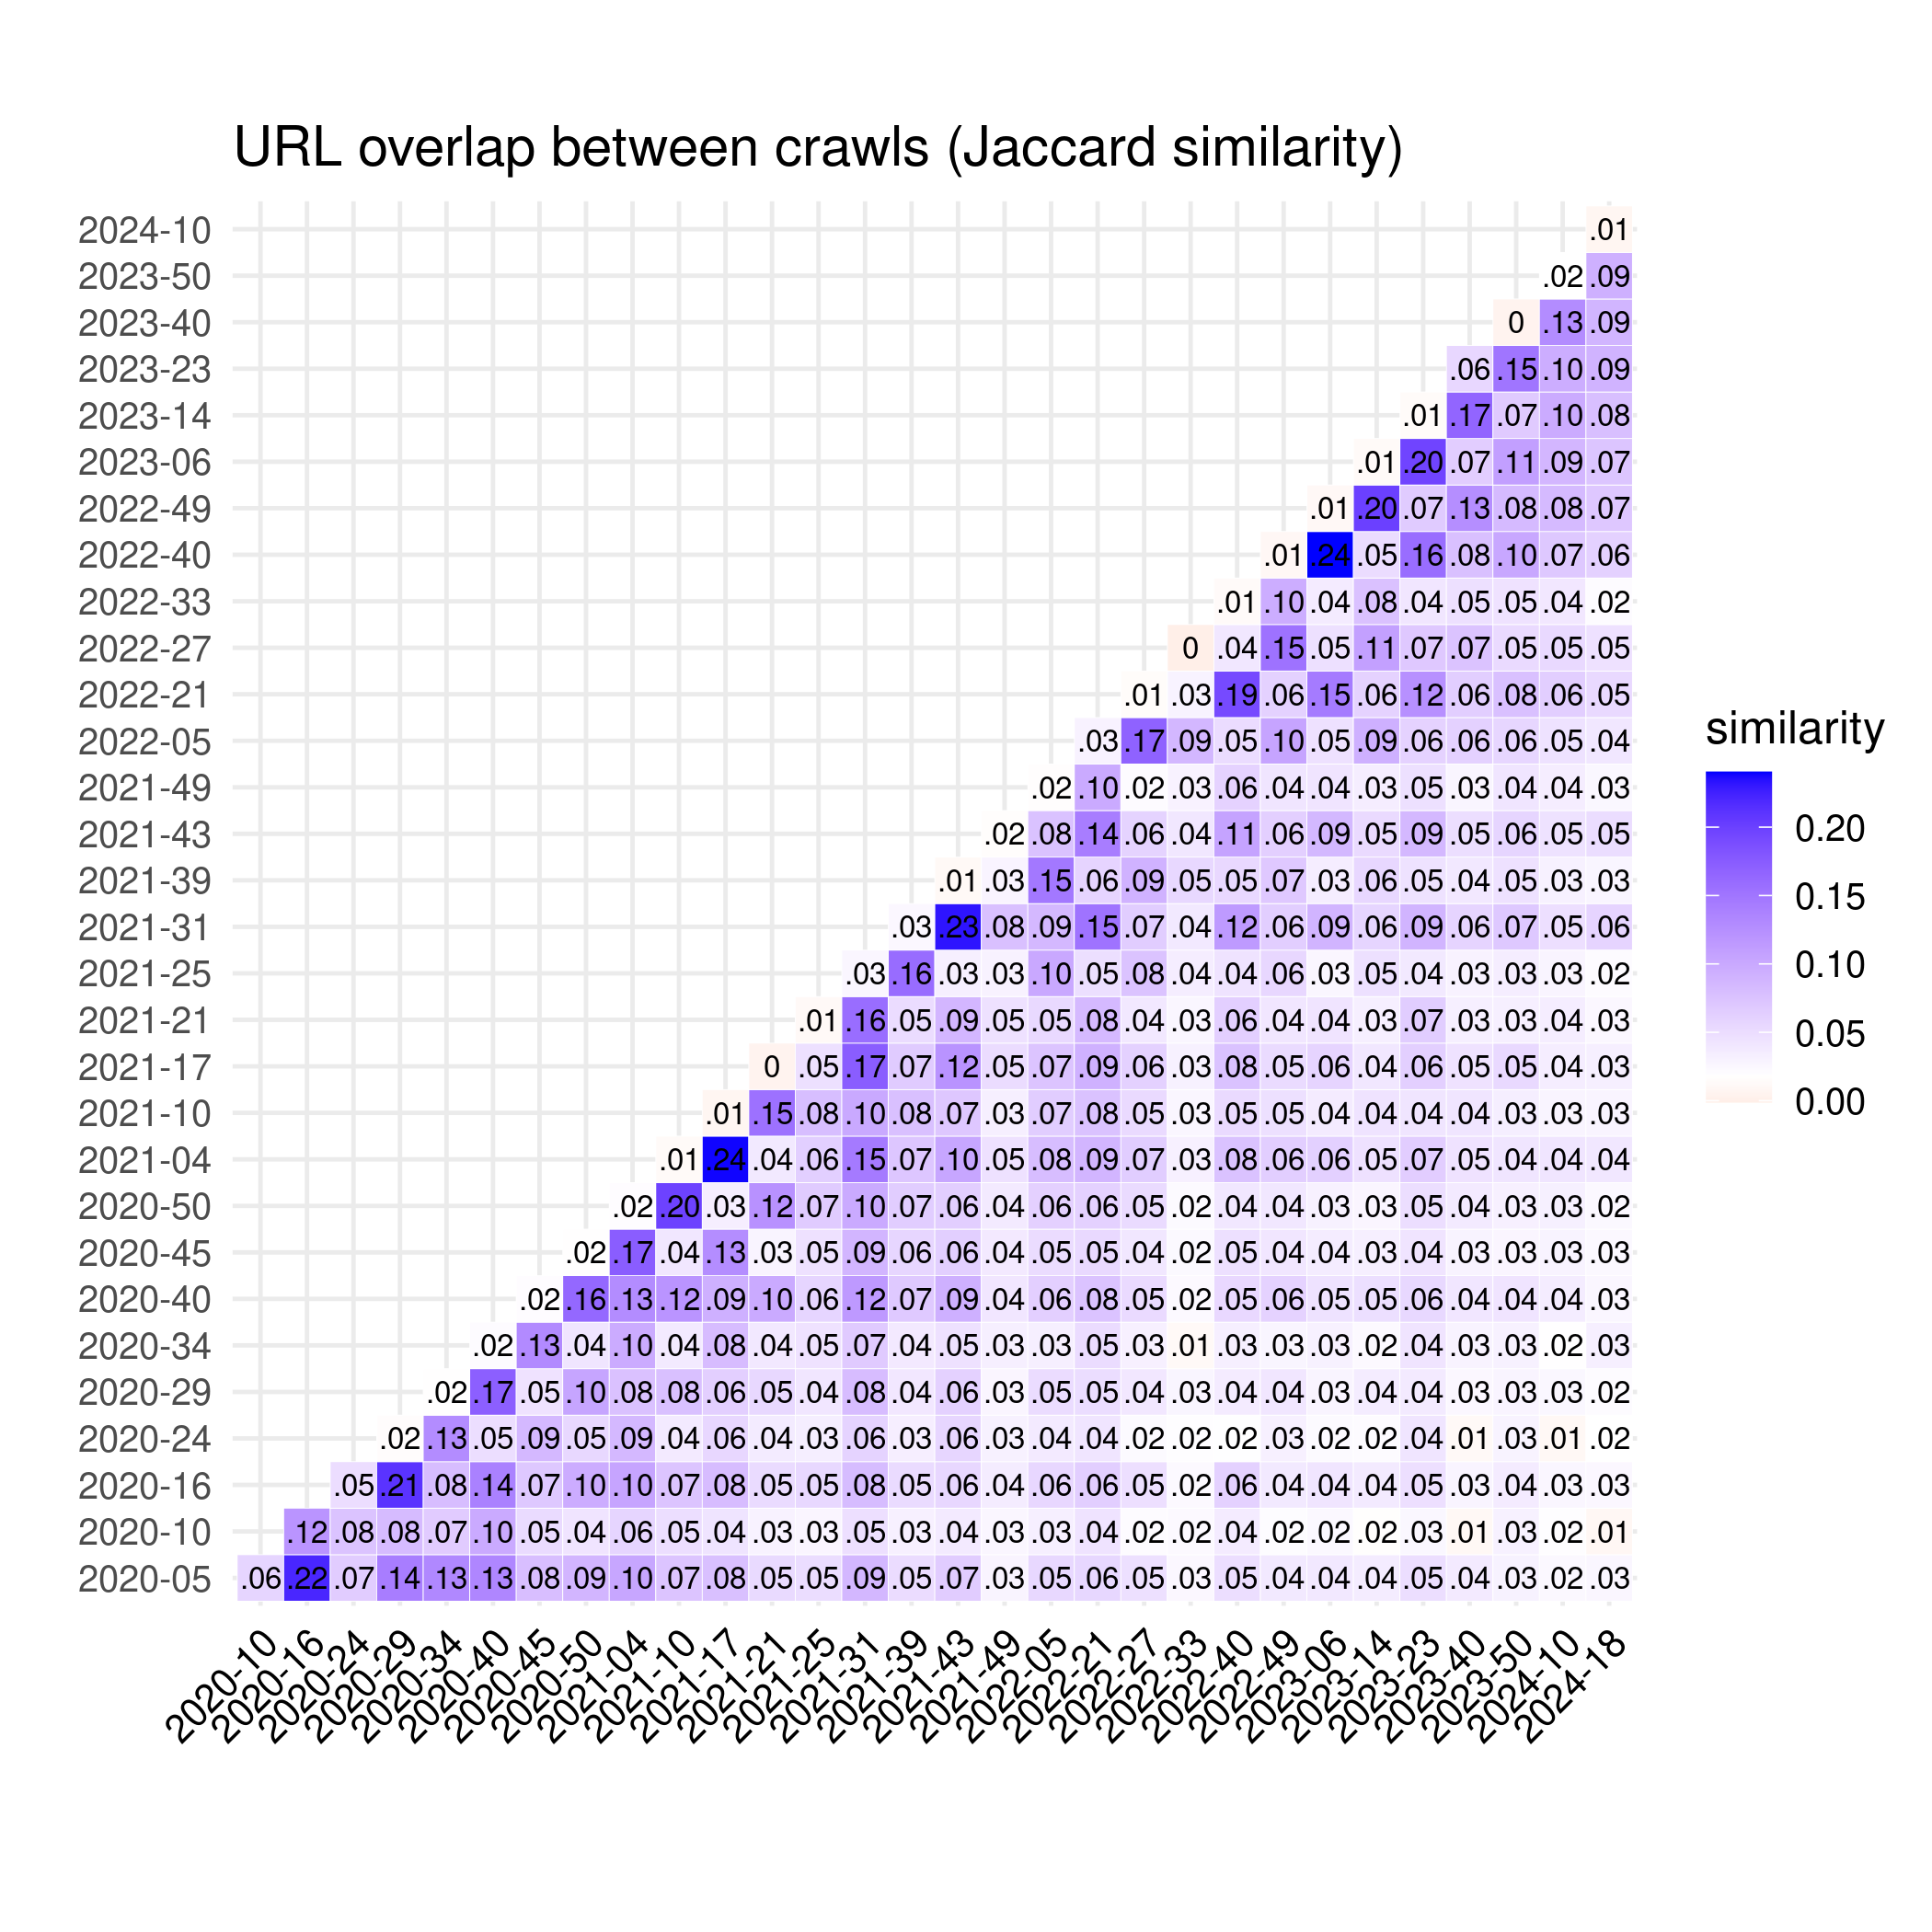 URL overlap between crawls (Jaccard similarity)
2024-10 .01
2023-50 .02 .09
2023-40 0 .13 .09
2023-23 .06 .15 .10 .09
2023-14 .01 .17 .07 .10 .08
2023-06 .01 .20 .07 .11 .09 .07
2022-49 .01 .20 .07 .13 .08 .08 .07
2022-40 .01 .24 .05 .16 .08 .10 .07 .06
2022-33 .01 .10 .04 .08 .04 .05 .05 .04 .02
2022-27 0 .04 .15 .05 .11 .07 .07 .05 .05 .05
2022-21 .01 .03 .19 .06 .15 .06 .12 .06 .08 .06 .05
2022-05 .03 .17 .09 .05 .10 .05 .09 .06 .06 .06 .05 .04
2021-49 .02 .10 .02 .03 .06 .04 .04 .03 .05 .03 .04 .04 .03
2021-43 .02 .08 .14 .06 .04 .11 .06 .09 .05 .09 .05 .06 .05 .05
2021-39 .01 .03 .15 .06 .09 .05 .05 .07 .03 .06 .05 .04 .05 .03 .03
2021-31 .03 .23 .08 .09 .15 .07 .04 .12 .06 .09 .06 .09 .06 .07 .05 .06
2021-25 .03 .16 .03 .03 .10 .05 .08 .04 .04 .06 .03 .05 .04 .03 .03 .03 .02
2021-21 .01 .16 .05 .09 .05 .05 .08 .04 .03 .06 .04 .04 .03 .07 .03 .03 .04 .03
2021-17 0 .05 .17 .07 .12 .05 .07 .09 .06 .03 .08 .05 .06 .04 .06 .05 .05 .04 .03
2021-10 .01 .15 .08 .10 .08 .07 .03 .07 .08 .05 .03 .05 .05 .04 .04 .04 .04 .03 .03 .03
2021-04 .01 .24 .04 .06 .15 .07 .10 .05 .08 .09 .07 .03 .08 .06 .06 .05 .07 .05 .04 .04 .04
2020-50 .02 .20 .03 .12 .07 .10 .07 .06 .04 .06 .06 .05 .02 .04 .04 .03 .03 .05 .04 .03 .03 .02
2020-45 .02 .17 .04 .13 .03 .05 .09 .06 .06 .04 .05 .05 .04 .02 .05 .04 .04 .03 .04 .03 .03 .03 .03
2020-40 .02 .16 .13 .12 .09 .10 .06 .12 .07 .09 .04 .06 .08 .05 .02 .05 .06 .05 .05 .06 .04 .04 .04 .03
2020-34 .02 .13 .04 .10 .04 .08 .04 .05 .07 .04 .05 .03 .03 .05 .03 .01 .03 .03 .03 .02 .04 .03 .03 .02 .03
2020-29 .02 .17 .05 .10 .08 .08 .06 .05 .04 .08 .04 .06 .03 .05 .05 .04 .03 .04 .04 .03 .04 .04 .03 .03 .03 .02
2020-24 .02 .13 .05 .09 .05 .09 .04 .06 .04 .03 .06 .03 .06 .03 .04 .04 .02 .02 .02 .03 .02 .02 .04 .01 .03 .01 .02
2020-16 .05 .21 .08 .14 .07 .10 .10 .07 .08 .05 .05 .08 .05 .06 .04 .06 .06 .05 .02 .06 .04 .04 .04 .05 .03 .04 .03 .03
2020-10 .12 .08 .08 .07 .10 .05 .04 .06 .05 .04 .03 .03 .05 .03 .04 .03 .03 .04 .02 .02 .04 .02 .02 .02 .03 .01 .03 .02 .01
2020-05 .06 .22 .07 .14 .13 .13 .08 .09 .10 .07 .08 .05 .05 .09 .05 .07 .03 .05 .06 .05 .03 .05 .04 .04 .04 .05 .04 .03 .02 .03
2020-10
2020-16
2020-24
2020-29
2020-34
2020-40
2020-45
2020-50
2021-04
2021-10
2021-17
2021-21
2021-25
2021-31
2021-39
2021-43
2021-49
2022-05
2022-21
2022-27
2022-33
2022-40
2022-49
2023-06
2023-14
2023-23
2023-40
2023-50
2024-10
2024-18
similarity
0.20
0.15
0.10
0.05
0.00